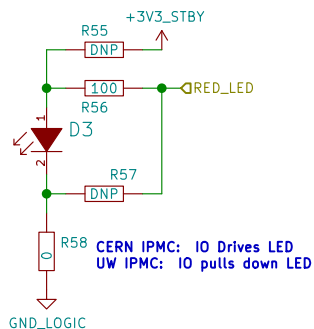 R55
+3V3_STBY
DNP
100
RED_LED
R56
1
D3
2
R57
DNP
R58
0
CERN IPMC: IO Drives LED
UW IPMC: IO pulls down LED
GND_LOGIC